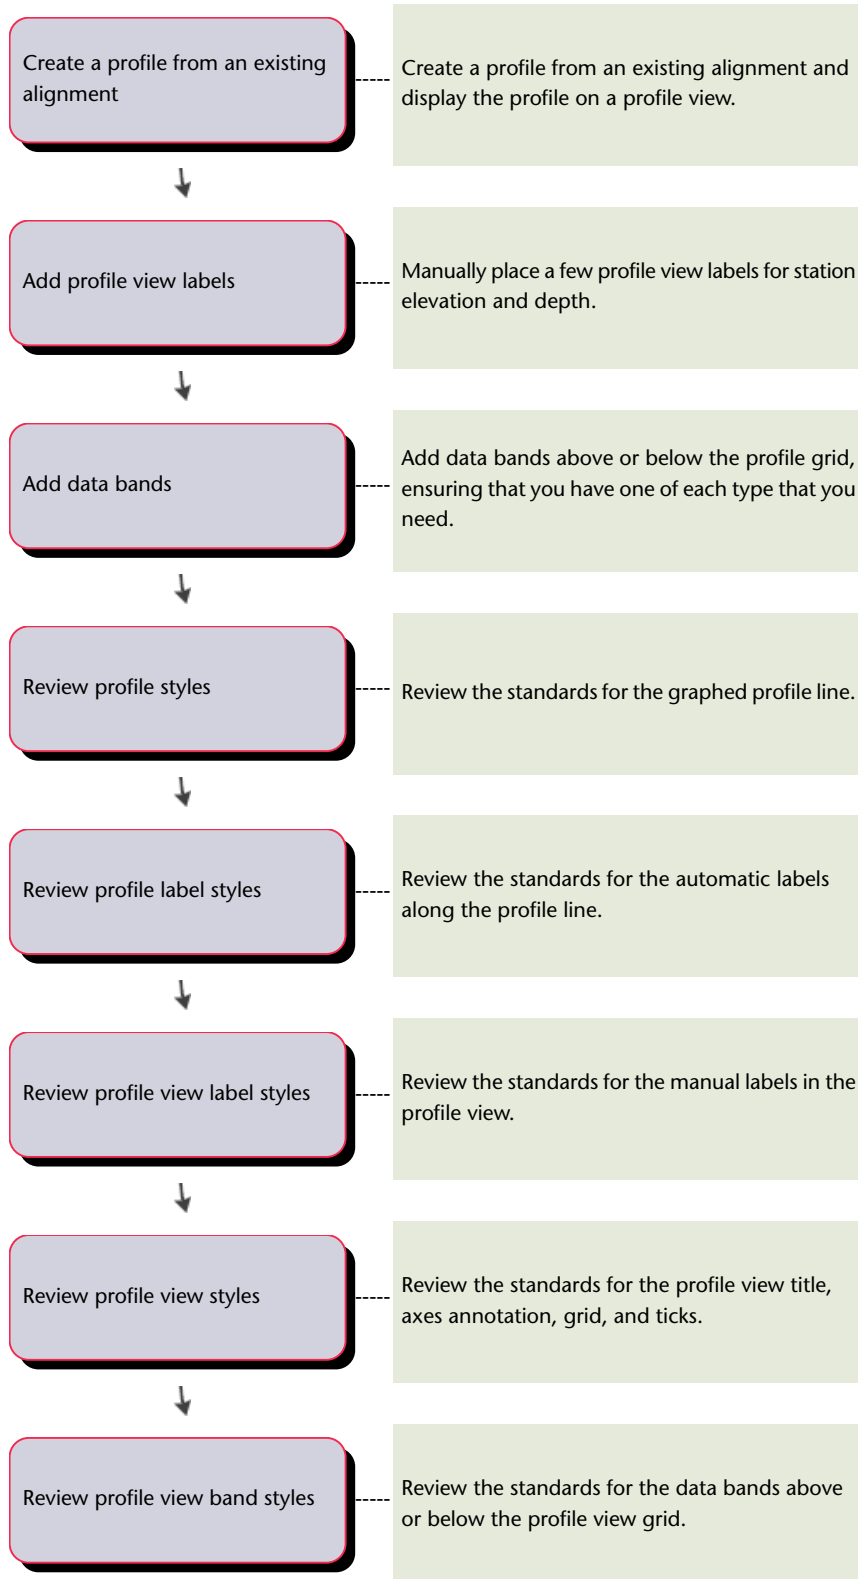 Create a profile from an existing
alignment
Create a profile from an existing alignment and
display the profile on a profile view.
Add profile view labels
Manually place a few profile view labels for station
elevation and depth.
Add data bands
Add data bands above or below the profile grid,
ensuring that you have one of each type that you
need.
Review profile styles
Review the standards for the graphed profile line.
Review profile label styles
Review the standards for the automatic labels
along the profile line.
Review profile view label styles
Review the standards for the manual labels in the
profile view.
Review profile view styles
Review the standards for the profile view title,
axes annotation, grid, and ticks.
Review profile view band styles
Review the standards for the data bands above
or below the profile view grid.